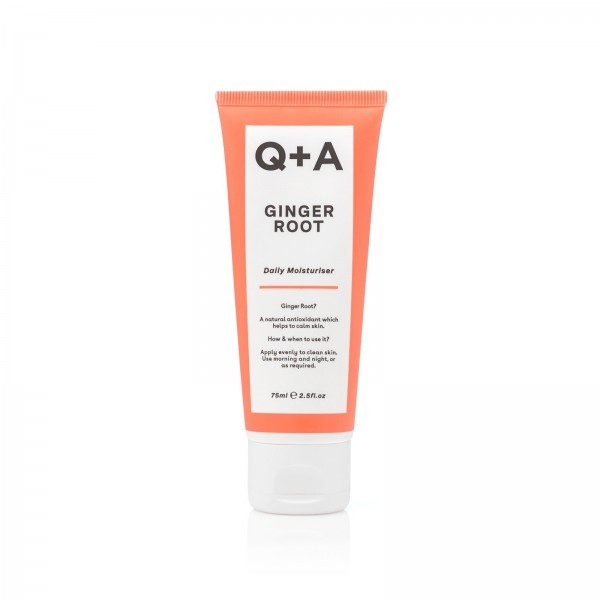 Q+A
GINGER
ROOT
Daily Moisturiser
Ginger Root?
A natural antioxidant which
helps to calm skin.
How & when to use it?
Apply evenly to clean skin.
Use morning and night, or
as required.
75ml ℮ 2.5fl.oz